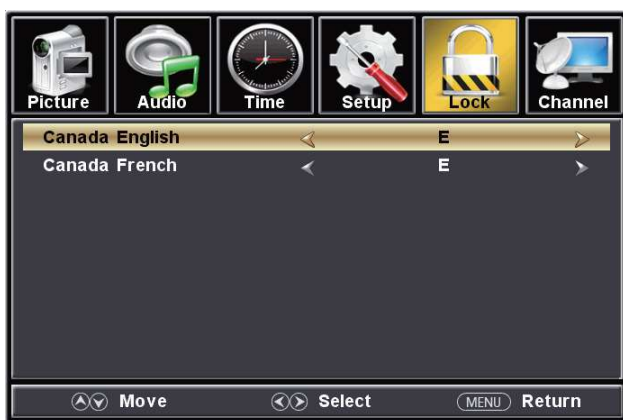 Picture Audio Time Setup Lock Channel
Canada English E
Canada French E
Move Select MENU Return